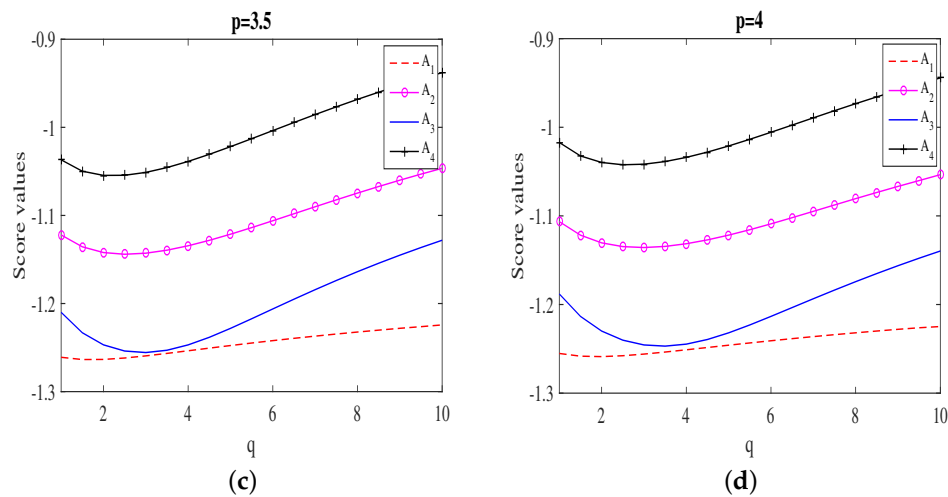 p=3.5
-0.9
-1
-1.1
-1.2
-1.3
Score values
2
4
6
8
10
q
A1
A2
A3
A4
(c)
p=4
-0.9
-1
-1.1
-1.2
-1.3
Score values
2
4
6
8
10
q
A1
A2
A3
A4
(d)